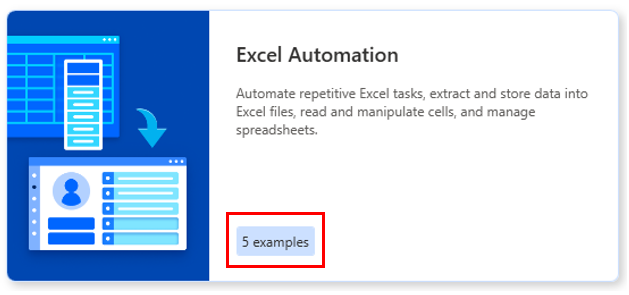 Excel Automation
Automate repetitive Excel tasks, extract and store data into
Excel files, read and manipulate cells, and manage
spreadsheets.
5 examples